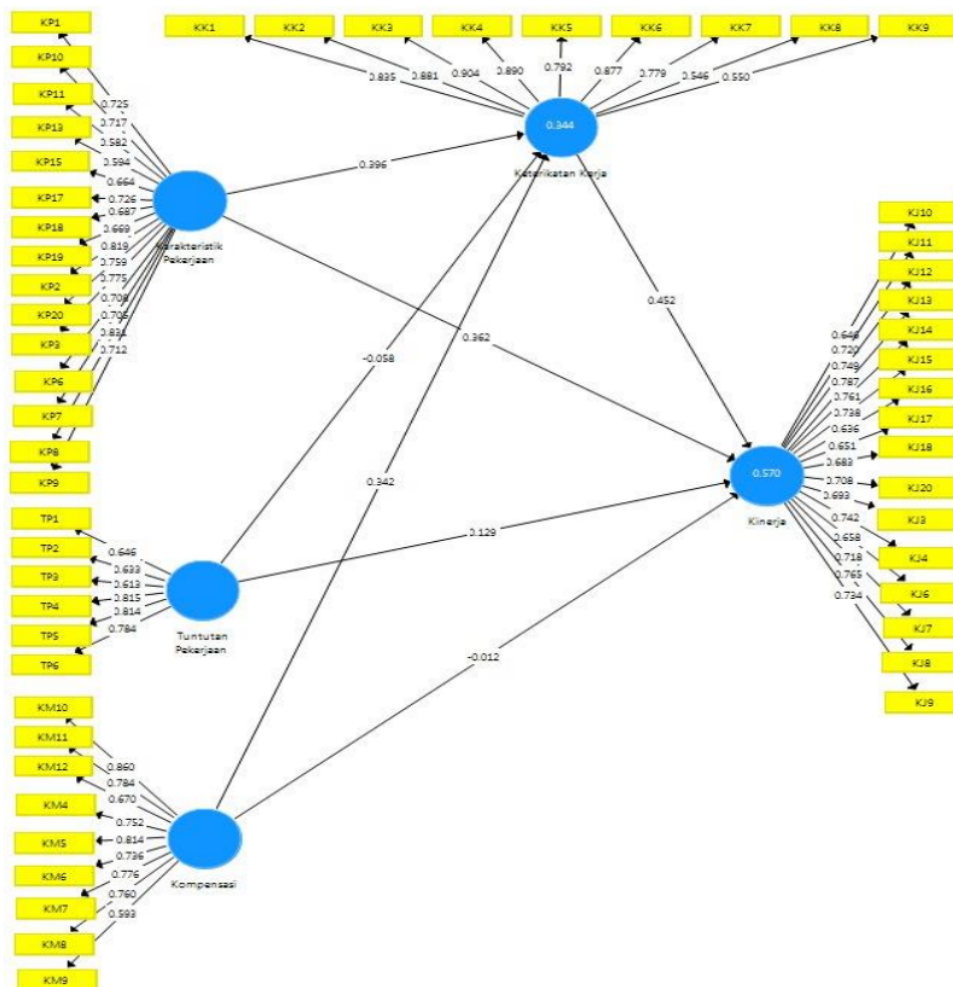 KP1
KP10
KP11
KP13
KP15
KP17
KP18
KP19
KP2
KP20
KP3
KP6
KP7
KP8
KP9
0.725
0.717
0.582
0.594
0.664
0.726
0.687
0.669
0.819
0.759
0.775
0.708
0.705
0.831
0.712
Karakteristik
Pekerjaan
KK1
KK2
KK3
KK4
KK5
KK6
KK7
KK8
KK9
0.835
0.881
0.904
0.890
0.792
0.877
0.779
0.546
0.550
0.344
Keterikatan Kerja
0.396
0.362
0.452
-0.058
0.342
0.129
-0.012
TP1
TP2
TP3
TP4
TP5
TP6
0.646
0.633
0.613
0.815
0.814
0.784
Tuntutan
Pekerjaan
KM10
KM11
KM12
KM4
KM5
KM6
KM7
KM8
KM9
0.860
0.784
0.670
0.752
0.814
0.736
0.776
0.760
0.593
Kompensasi
0.570
Kinerja
0.646
0.720
0.749
0.787
0.761
0.738
0.636
0.651
0.683
0.708
0.693
0.742
0.658
0.718
0.765
0.734
KJ10
KJ11
KJ12
KJ13
KJ14
KJ15
KJ16
KJ17
KJ18
KJ20
KJ3
KJ4
KJ6
KJ7
KJ8
KJ9